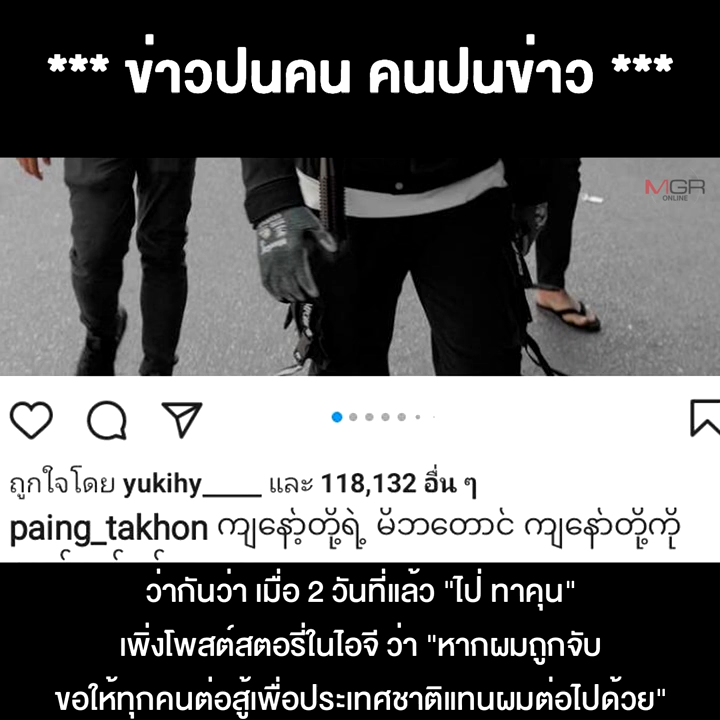 *** ข่าวปนคน คนปนข่าว ***
MGR
ONLINE
ถูกใจโดย yukihy_____ และ 118,132 อื่น ๆ
paing_takhon ကျနော့်တို့ရဲ့ မိဘတောင် ကျနော်တို့ကို
ว่ากันว่า เมื่อ 2 วันที่แล้ว "ไป่ ทาคุน"
เพิ่งโพสต์สตอรี่ในไอจี ว่า "หากผมถูกจับ
ขอให้ทุกคนต่อสู้เพื่อประเทศชาติแทนผมต่อไปด้วย"